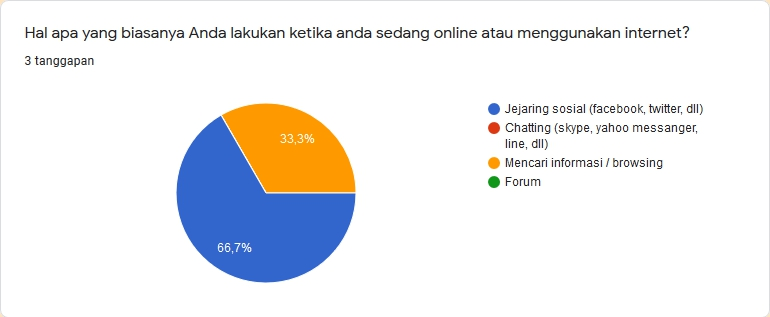 Hal apa yang biasanya Anda lakukan ketika anda sedang online atau menggunakan internet?
3 tanggapan
33,3%
66,7%
Jejaring sosial (facebook, twitter, dll)
Chatting (skype, yahoo messanger,
line, dll)
Mencari informasi / browsing
Forum